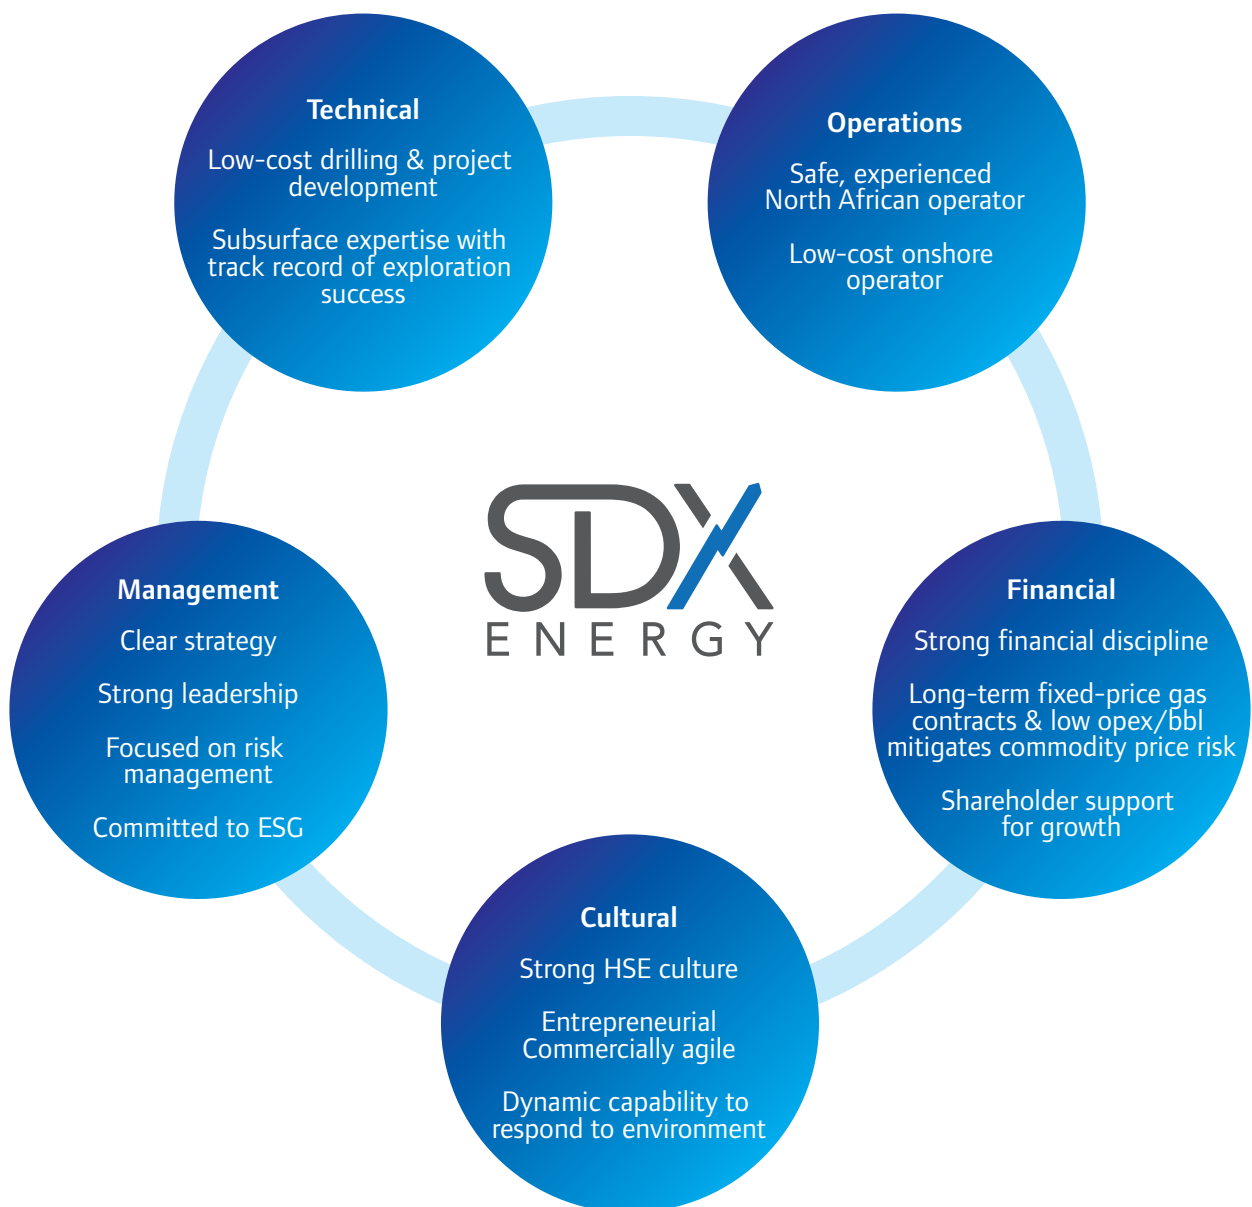 Technical
Low-cost drilling & project
development
Subsurface expertise with
track record of exploration
success
Operations
Safe, experienced
North African operator
Low-cost onshore
operator
SDX
ENERGY
Management
Clear strategy
Strong leadership
Focused on risk
management
Committed to ESG
Financial
Strong financial discipline
Long-term fixed-price gas
contracts & low opex/bbl
mitigates commodity price risk
Shareholder support
for growth
Cultural
Strong HSE culture
Entrepreneurial
Commercially agile
Dynamic capability to
respond to environment